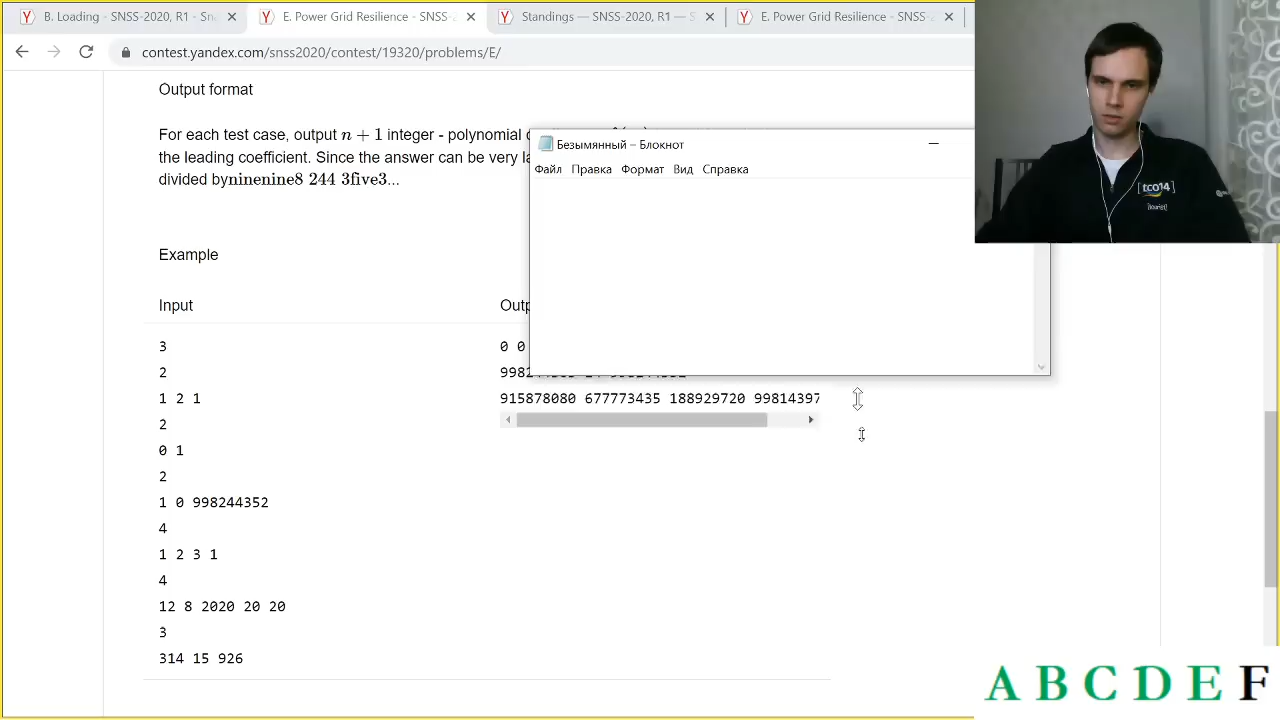 B. Loading - SNSS-2020, R1 - Sn
E. Power Grid Resilience - SNSS-2
Standings — SNSS-2020, R1 — S
E. Power Grid Resilience - SNSS-
contest.yandex.com/snss2020/contest/19320/problems/E/
Output format
For each test case, output n + 1 integer - polynomial
the leading coefficient. Since the answer can be very la
divided byninenine8 244 3five3...
Безымянный – Блокнот
Файл Правка Формат Вид Справка
[tco14]
[tourist]
Example
Input
Outp
3
0 0
2
1 2 1
915878080 677773435 188929720 99814397
2
0 1
2
1 0 998244352
4
1 2 3 1
4
12 8 2020 20 20
3
314 15 926
A B C D E F